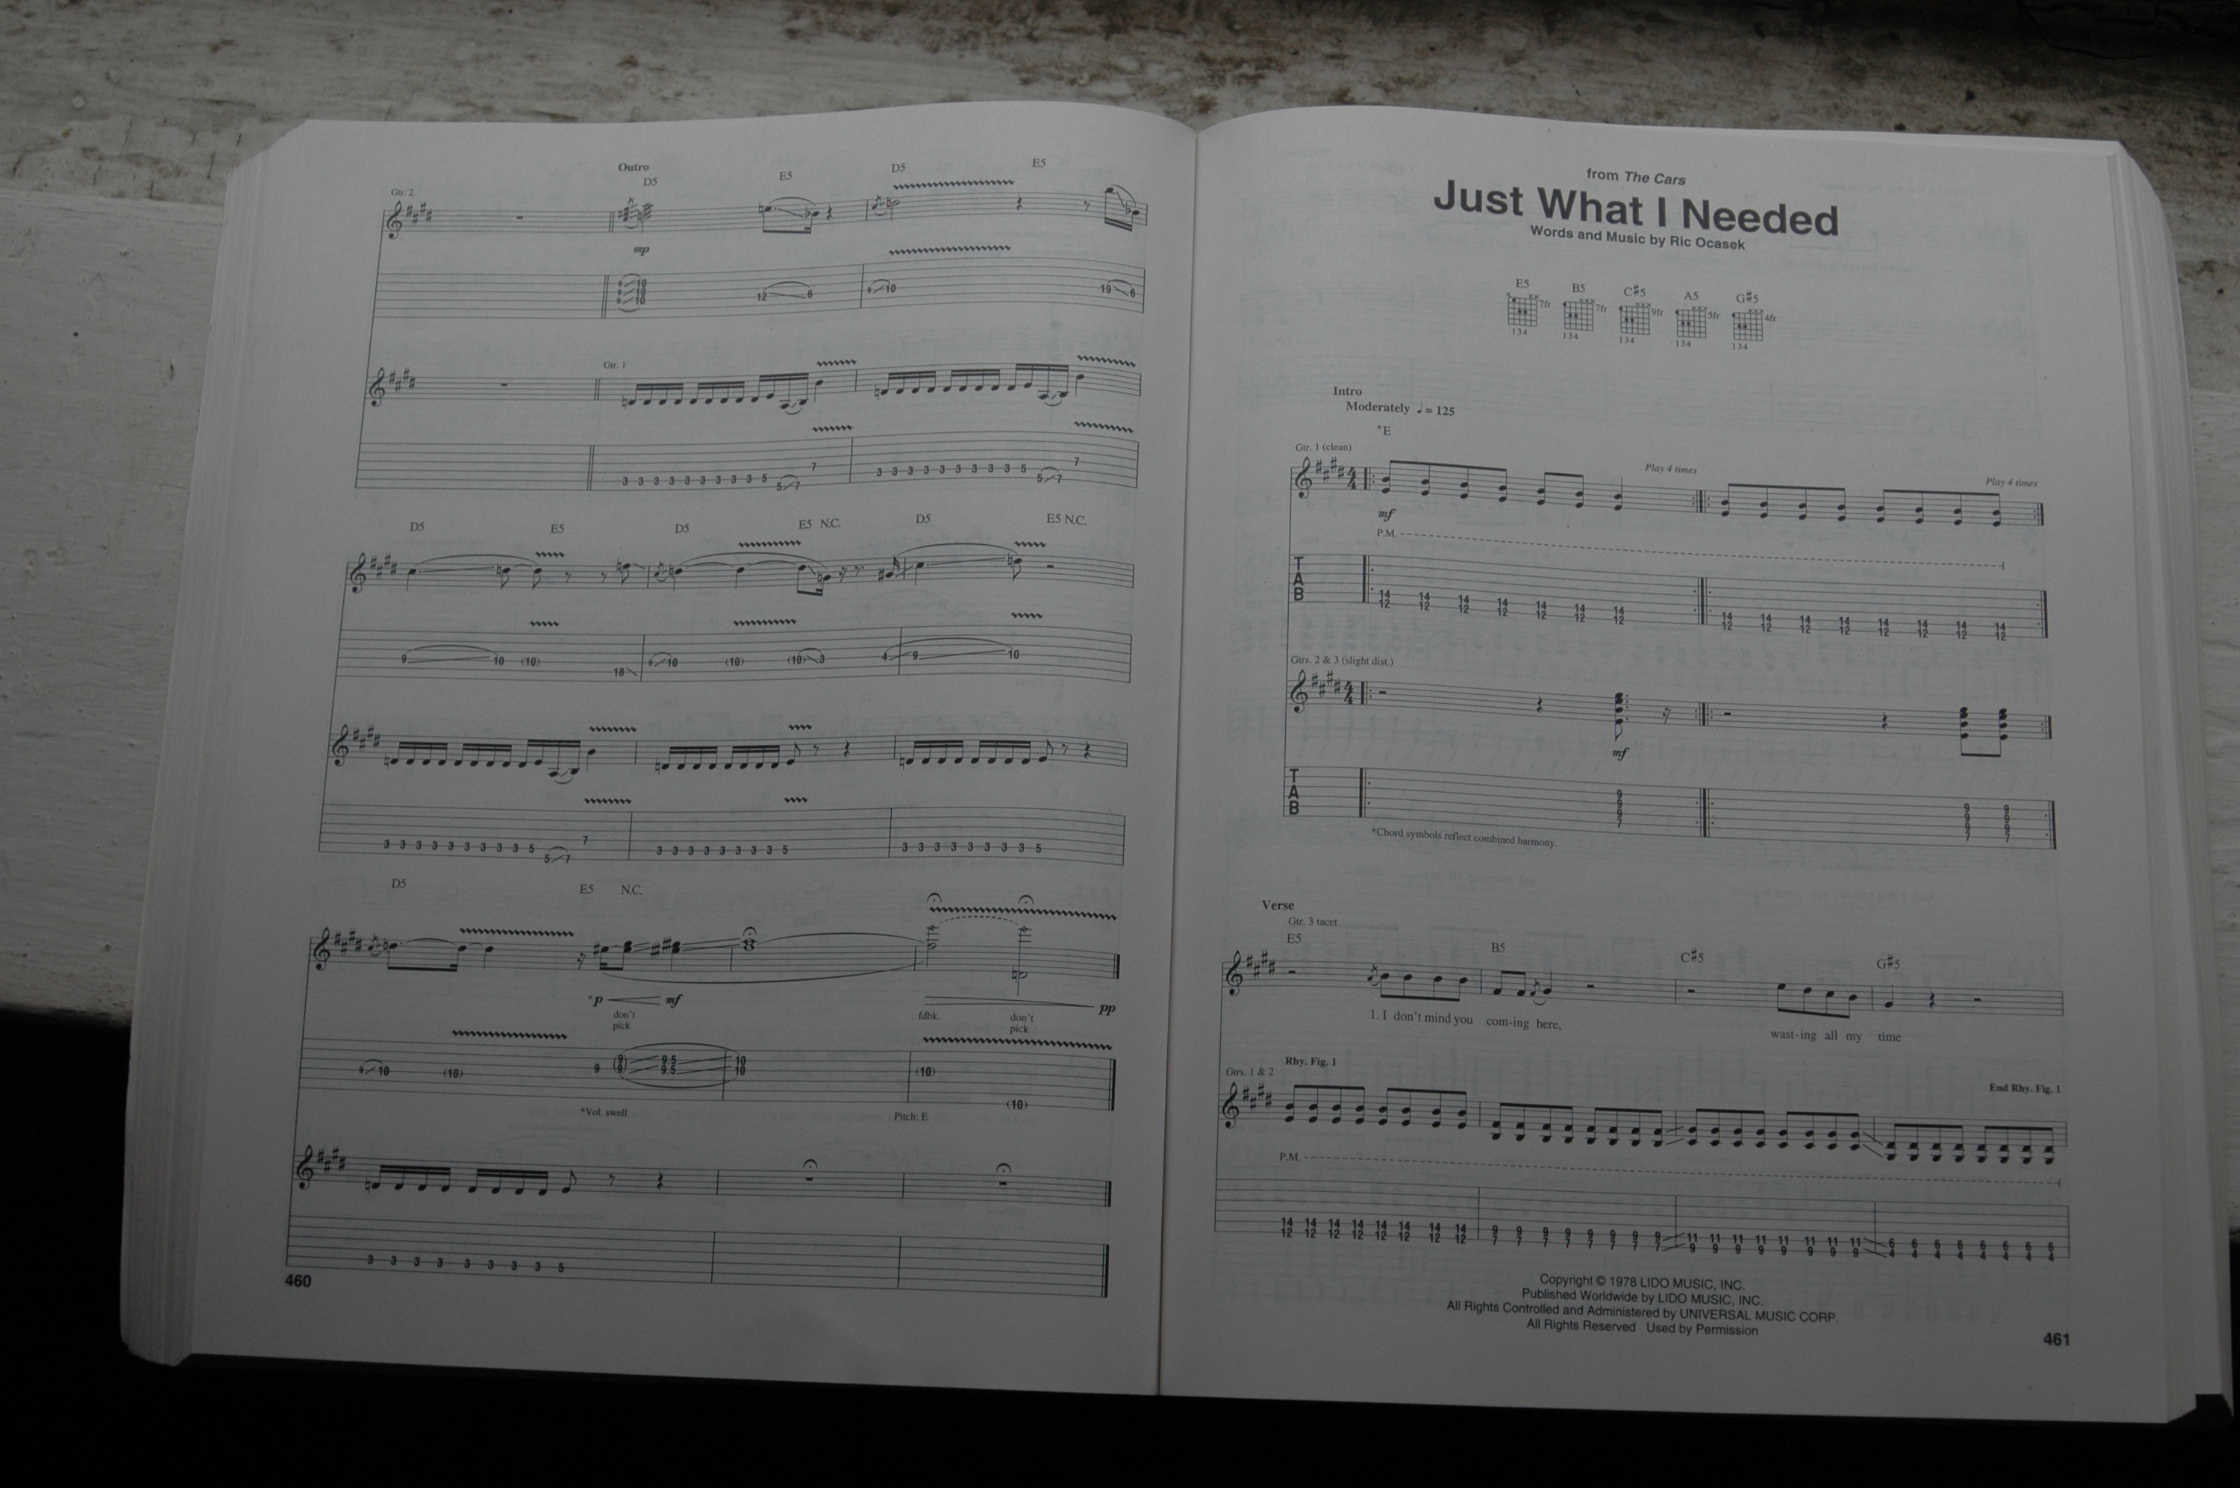 Outro
D5 E5 D5 E5
Gtr. 2
mp
9 10
9 10
9 10
12 6 9 10 19 6
Gtr. 1
3 3 3 3 3 3 3 3 3 5 5 7 7 3 3 3 3 3 3 3 3 3 5 5 7 7
D5 E5 D5 E5 N.C. D5 E5 N.C.
9 10 (10) 18 9 10 (10) (10) 3 4 9 10
3 3 3 3 3 3 3 3 3 5 5 7 7 3 3 3 3 3 3 3 3 5 3 3 3 3 3 3 3 3 5
D5 E5 N.C.
*p mf pp
don't pick fdbk. don't pick
9 10 (10) 9 (9) 9.5 10 (10)
(9) 9.5 10 (10)
*Vol. swell Pitch: E
3 3 3 3 3 3 3 3 5
460
from The Cars
Just What I Needed
Words and Music by Ric Ocasek
E5 B5 C#5 A5 G#5
7fr 7fr 9fr 5fr 4fr
134 134 134 134 134
Intro
Moderately ♩ = 125
*E
Gtr. 1 (clean)
4
4
Play 4 times Play 4 times
mf
P.M.
TAB
14 14 14 14 14 14 14 14 14 14 14 14 14 14 14
12 12 12 12 12 12 12 12 12 12 12 12 12 12 12
Gtrs. 2 & 3 (slight dist.)
4
4
mf
TAB
9 9 9
9 9 9
9 9 9
7 7 7
*Chord symbols reflect combined harmony.
Verse
Gtr. 3 tacet
E5 B5 C#5 G#5
1. I don't mind you com-ing here, wast-ing all my time
Rhy. Fig. 1 End Rhy. Fig. 1
Gtrs. 1 & 2
P.M.
14 14 14 14 14 14 14 14 9 9 9 9 9 9 9 9 11 11 11 11 11 11 11 11 6 6 6 6 6 6 6 6
12 12 12 12 12 12 12 12 7 7 7 7 7 7 7 7 9 9 9 9 9 9 9 9 4 4 4 4 4 4 4 4
Copyright © 1978 LIDO MUSIC, INC.
Published Worldwide by LIDO MUSIC, INC.
All Rights Controlled and Administered by UNIVERSAL MUSIC CORP.
All Rights Reserved Used by Permission
461